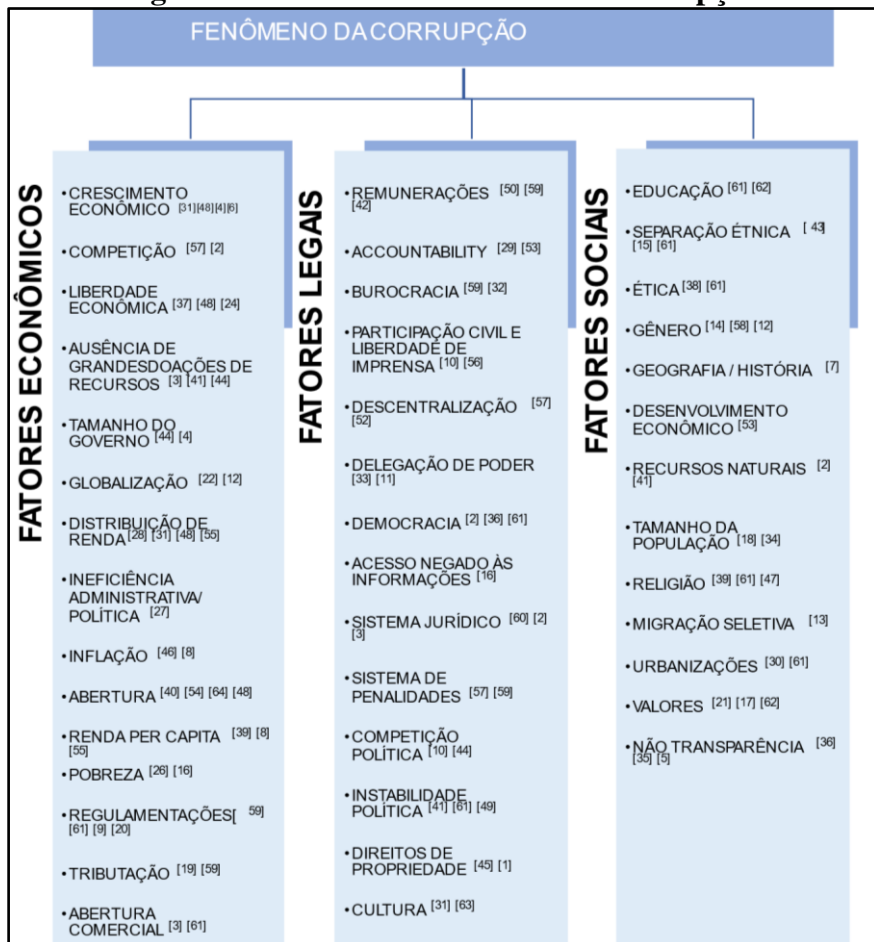 FENÔMENO DACORRUPÇÃO
FATORES ECONÔMICOS
•CRESCIMENTO
ECONÔMICO [31][48][4][6]
•COMPETIÇÃO [57] [2]
•LIBERDADE
ECONÔMICA [37] [48] [24]
•AUSÊNCIA DE
GRANDESDOAÇÕES DE
RECURSOS [3] [41] [44]
•TAMANHO DO
GOVERNO [44] [4]
•GLOBALIZAÇÃO [22] [12]
•DISTRIBUIÇÃO DE
RENDA[28] [31] [48] [55]
•INEFICIÊNCIA
ADMINISTRATIVA/
POLÍTICA [27]
•INFLAÇÃO [46] [8]
•ABERTURA [40] [54] [64] [48]
•RENDA PER CAPITA [39] [8]
[55]
•POBREZA [26] [16]
•REGULAMENTAÇÕES[ 59]
[61] [9] [20]
•TRIBUTAÇÃO [19] [59]
•ABERTURA
COMERCIAL [3] [61]
FATORES LEGAIS
•REMUNERAÇÕES [50] [59]
[42]
•ACCOUNTABILITY [29] [53]
•BUROCRACIA [59] [32]
•PARTICIPAÇÃO CIVIL E
LIBERDADE DE
IMPRENSA [10] [56]
•DESCENTRALIZAÇÃO [57]
[52]
•DELEGAÇÃO DE PODER
[33] [11]
•DEMOCRACIA [2] [36] [61]
•ACESSO NEGADO ÀS
INFORMAÇÕES [16]
•SISTEMA JURÍDICO [60] [2]
[3]
•SISTEMA DE
PENALIDADES [57] [59]
•COMPETIÇÃO
POLÍTICA [10] [44]
•INSTABILIDADE
POLÍTICA [41] [61] [49]
•DIREITOS DE
PROPRIEDADE [45] [1]
•CULTURA [31] [63]
FATORES SOCIAIS
•EDUCAÇÃO [61] [62]
•SEPARAÇÃO ÉTNICA [ 43]
[15] [61]
•ÉTICA [38] [61]
•GÊNERO [14] [58] [12]
•GEOGRAFIA / HISTÓRIA [7]
•DESENVOLVIMENTO
ECONÔMICO [53]
•RECURSOS NATURAIS [2]
[41]
•TAMANHO DA
POPULAÇÃO [18] [34]
•RELIGIÃO [39] [61] [47]
•MIGRAÇÃO SELETIVA [13]
•URBANIZAÇÕES [30] [61]
•VALORES [21] [17] [62]
•NÃO TRANSPARÊNCIA [36]
[35] [5]